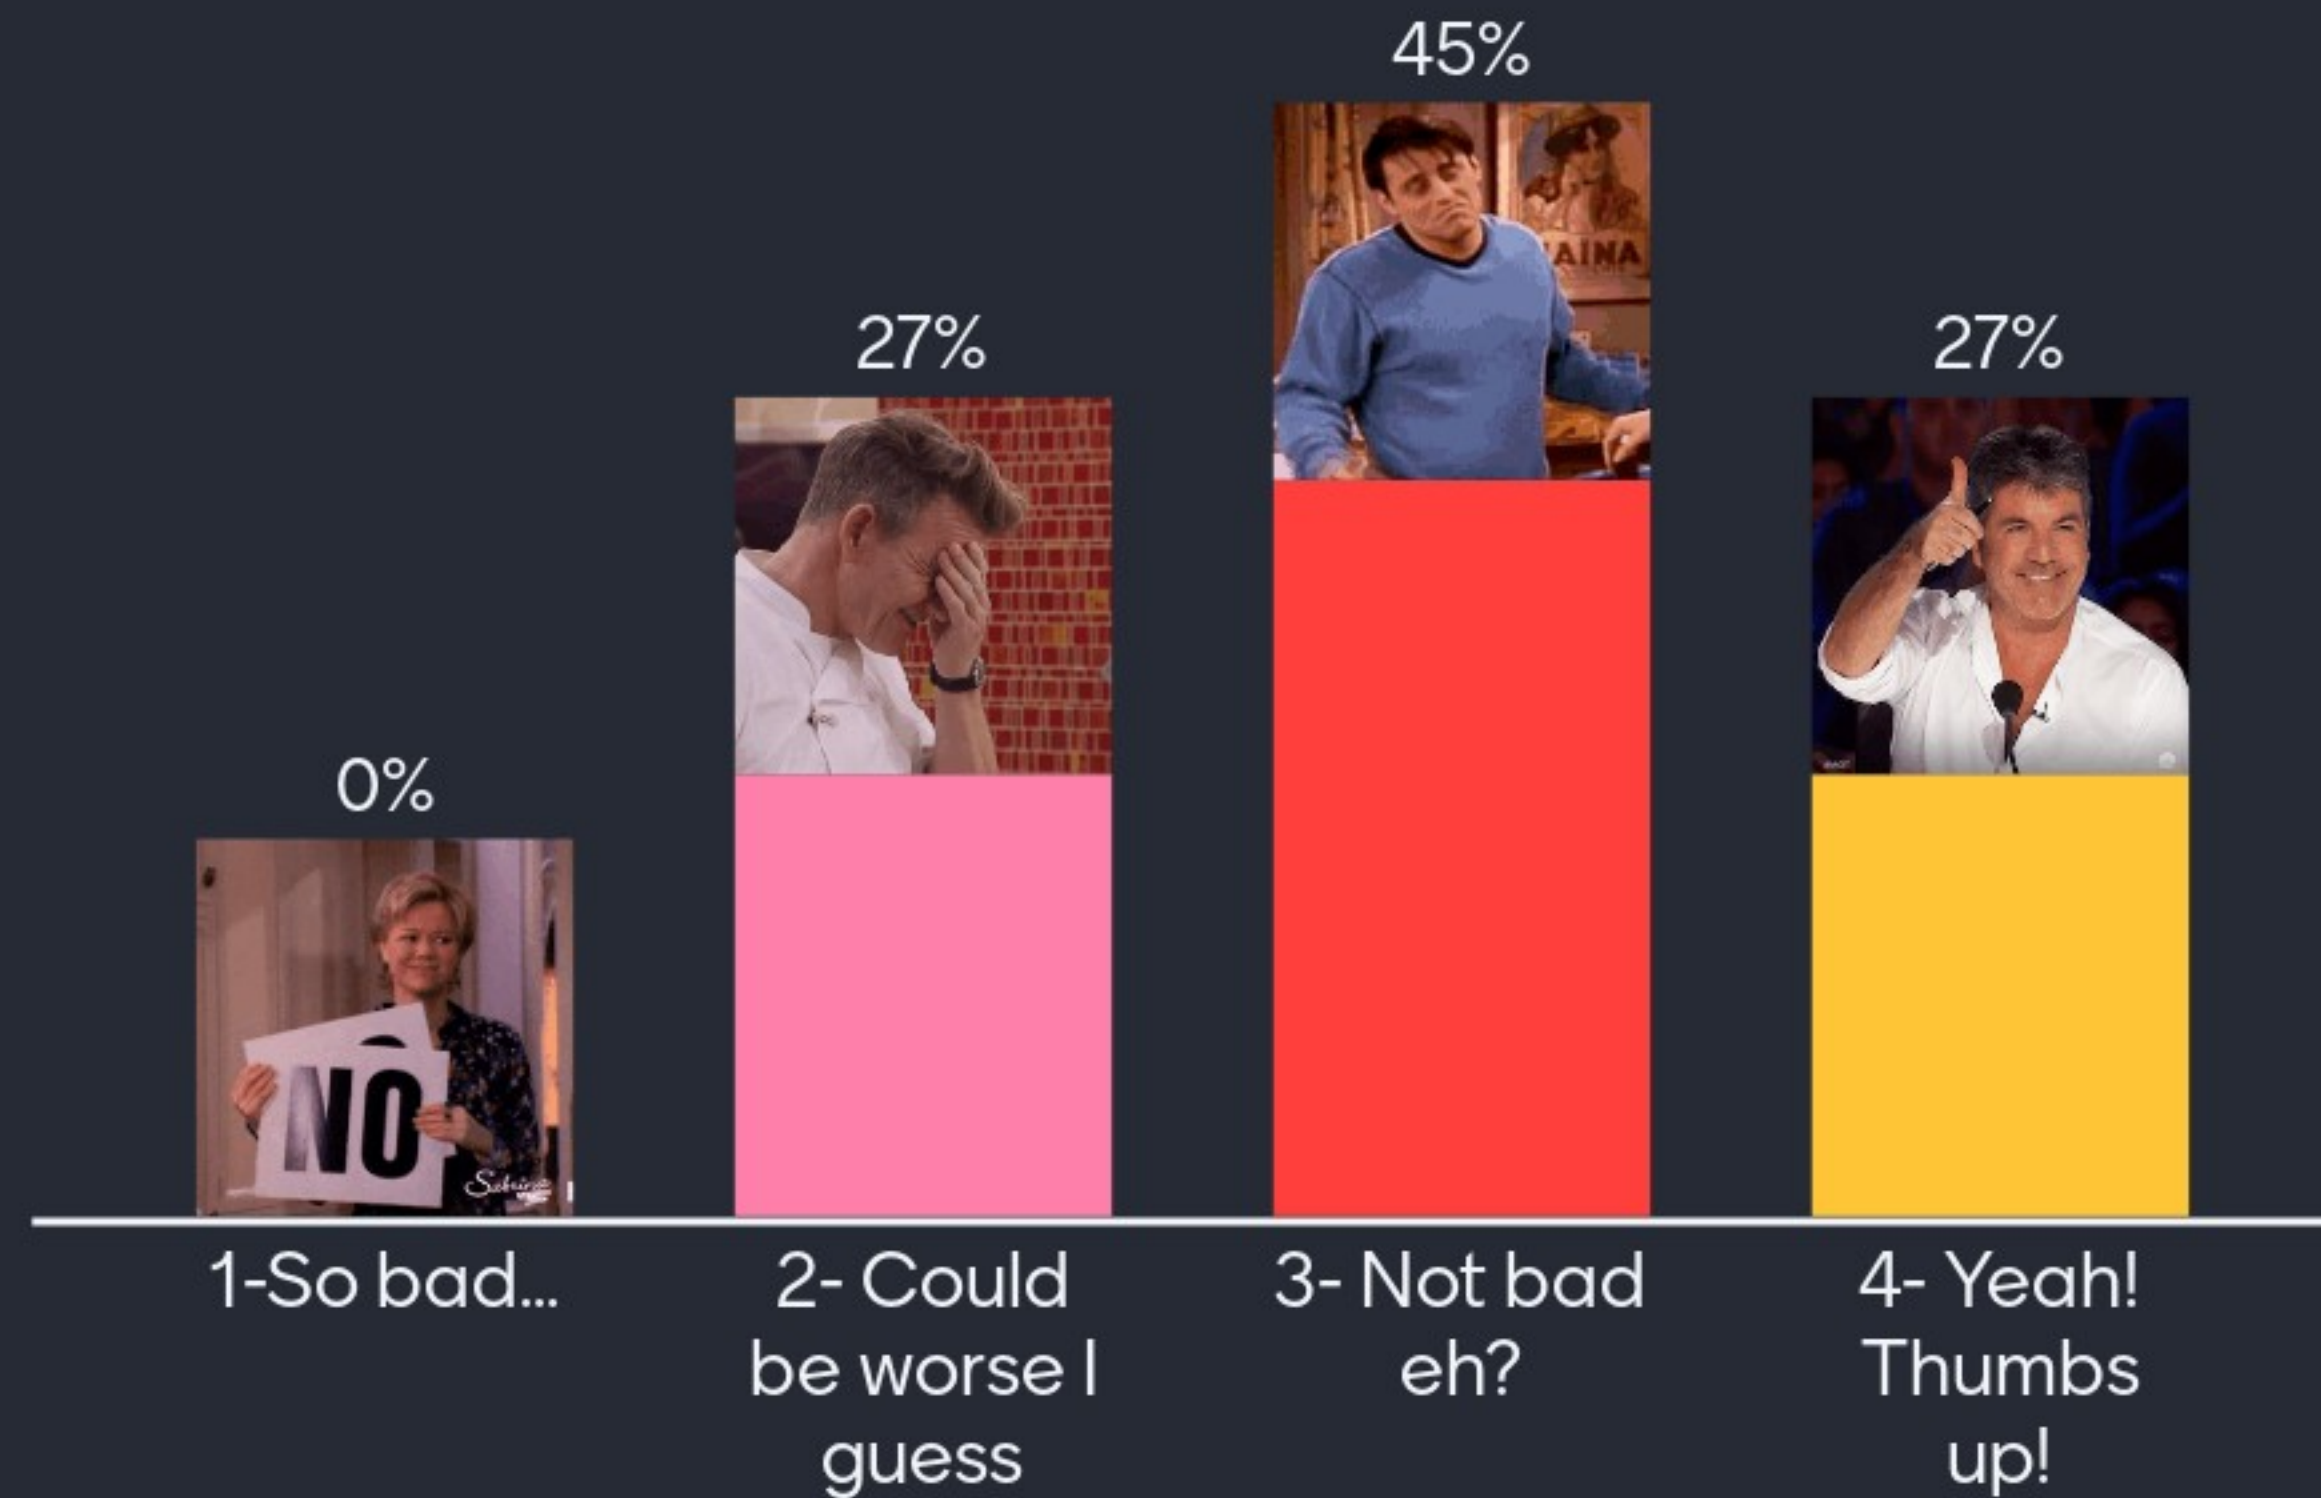 45%
27%
27%
0%
AINA
NO
Sabrina
1-So bad...
2- Could
be worse I
guess
3- Not bad
eh?
4- Yeah!
Thumbs
up!